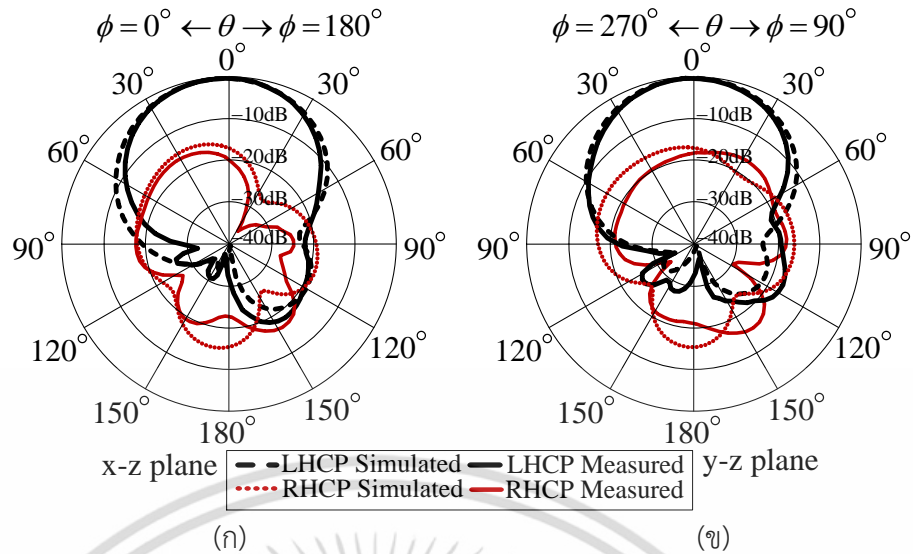 ϕ = 0° ← θ → ϕ = 180°
0°
30° 30°
60° 60°
90° 90°
120° 120°
150° 150°
180°
−10dB
−20dB
−30dB
−40dB
x-z plane
ϕ = 270° ← θ → ϕ = 90°
0°
30° 30°
60° 60°
90° 90°
120° 120°
150° 150°
180°
−10dB
−20dB
−30dB
−40dB
y-z plane
LHCP Simulated LHCP Measured
RHCP Simulated RHCP Measured
(ก) (ข)